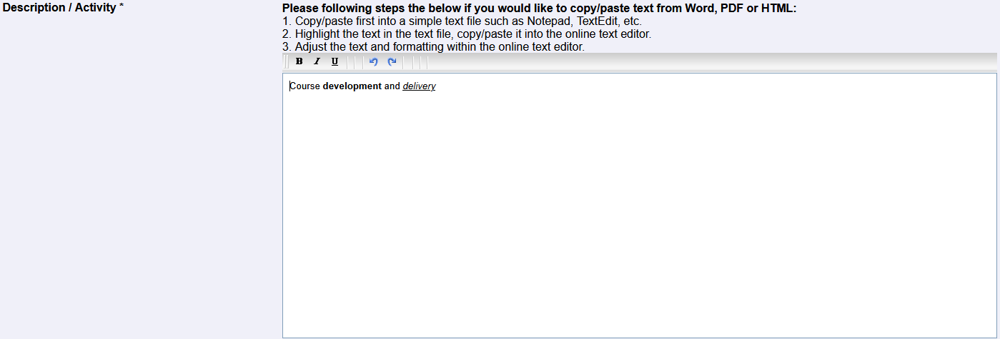 Description / Activity *
Please following steps the below if you would like to copy/paste text from Word, PDF or HTML:
1. Copy/paste first into a simple text file such as Notepad, TextEdit, etc.
2. Highlight the text in the text file, copy/paste it into the online text editor.
3. Adjust the text and formatting within the online text editor.
B I U
Course development and delivery